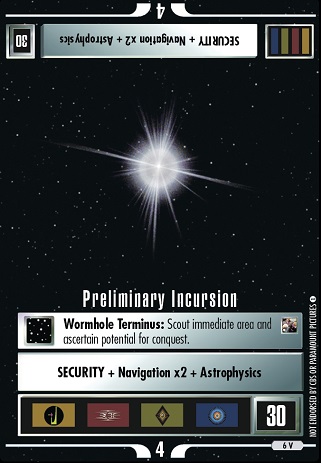 4
30
SECURITY + Navigation x2 + Astrophysics
Preliminary Incursion
Wormhole Terminus: Scout immediate area and
ascertain potential for conquest.
SECURITY + Navigation x2 + Astrophysics
30
4
6 V
NOT ENDORSED BY CBS OR PARAMOUNT PICTURES